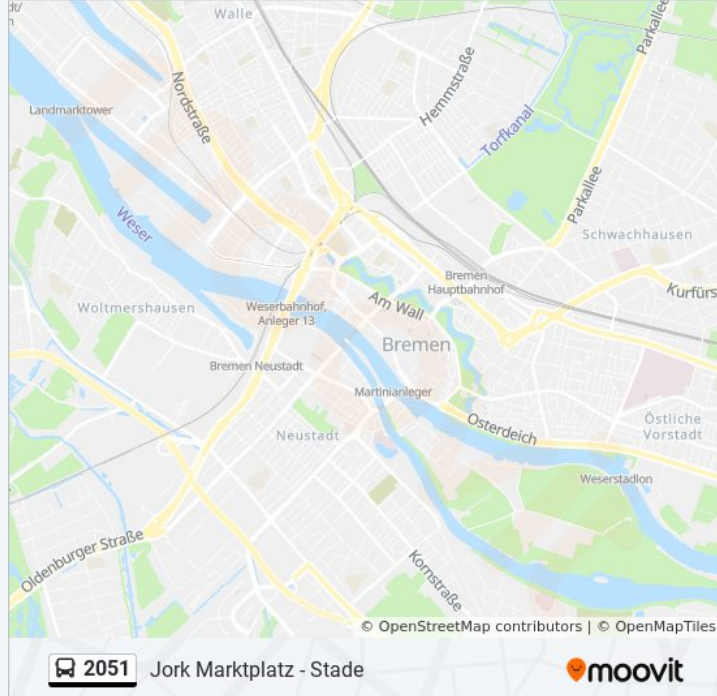 dt/
Walle
Parkallee
Nordstraße
Hemmstraße
Landmarktower
Torfkanal
Parkallee
Weser
Schwachhausen
Bremen
Hauptbahnhof
Kurfürs
Woltmershausen
Weserbahnhof,
Anleger 13
Am Wall
Bremen
Bremen Neustadt
Martinianleger
Neustadt
Osterdeich
Östliche
Vorstadt
Weserstadion
Oldenburger Straße
Kornstraße
© OpenStreetMap contributors | © OpenMapTiles
2051 Jork Marktplatz - Stade
moovit